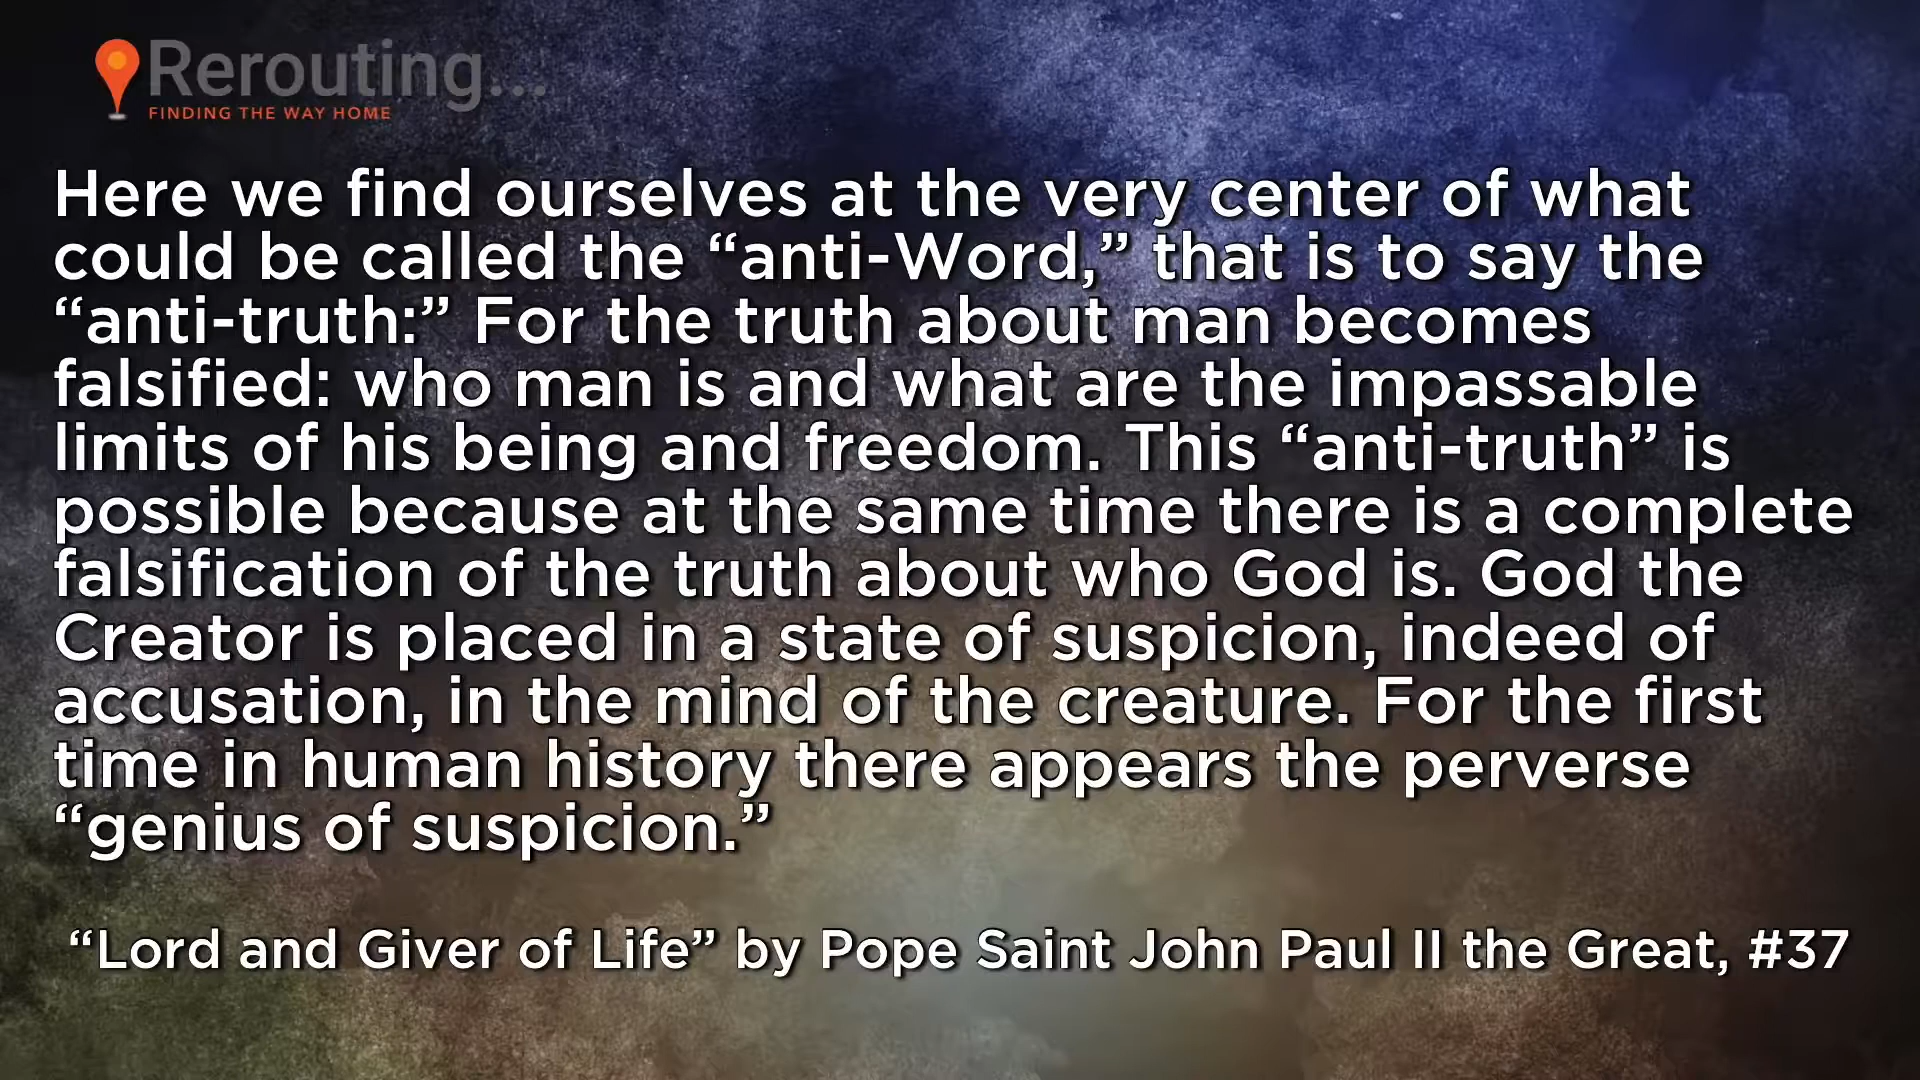 Rerouting...
FINDING THE WAY HOME
Here we find ourselves at the very center of what
could be called the “anti-Word,” that is to say the
“anti-truth:” For the truth about man becomes
falsified: who man is and what are the impassable
limits of his being and freedom. This “anti-truth” is
possible because at the same time there is a complete
falsification of the truth about who God is. God the
Creator is placed in a state of suspicion, indeed of
accusation, in the mind of the creature. For the first
time in human history there appears the perverse
“genius of suspicion.”
“Lord and Giver of Life” by Pope Saint John Paul II the Great, #37